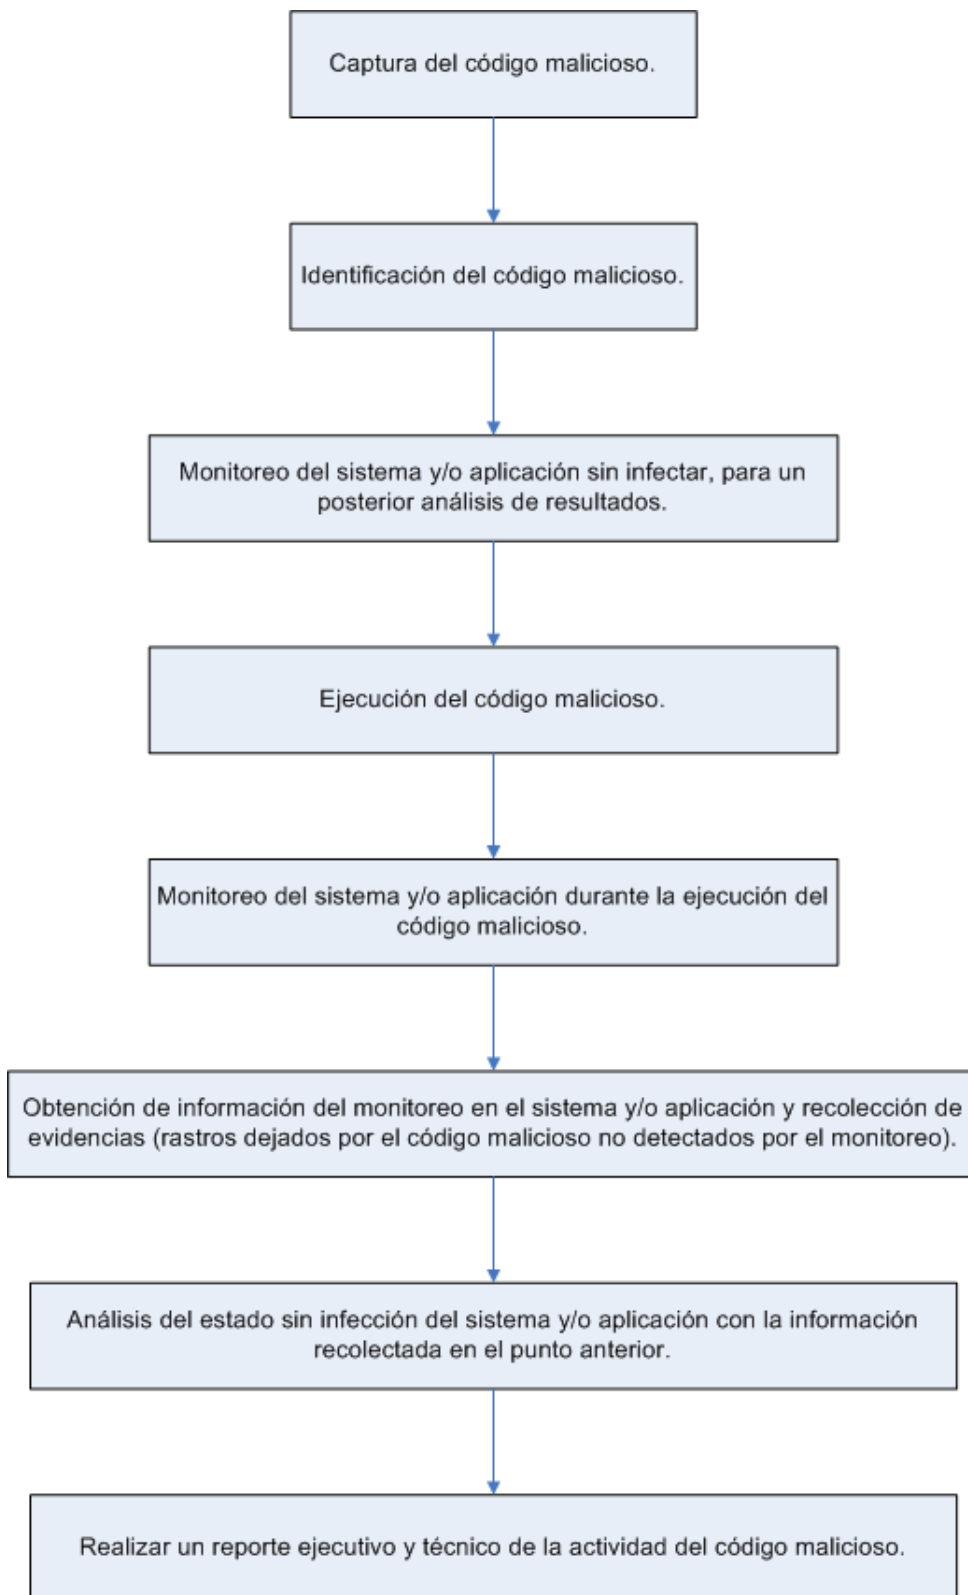 Captura del código malicioso.
Identificación del código malicioso.
Monitoreo del sistema y/o aplicación sin infectar, para un
posterior análisis de resultados.
Ejecución del código malicioso.
Monitoreo del sistema y/o aplicación durante la ejecución del
código malicioso.
Obtención de información del monitoreo en el sistema y/o aplicación y recolección de
evidencias (rastros dejados por el código malicioso no detectados por el monitoreo).
Análisis del estado sin infección del sistema y/o aplicación con la información
recolectada en el punto anterior.
Realizar un reporte ejecutivo y técnico de la actividad del código malicioso.